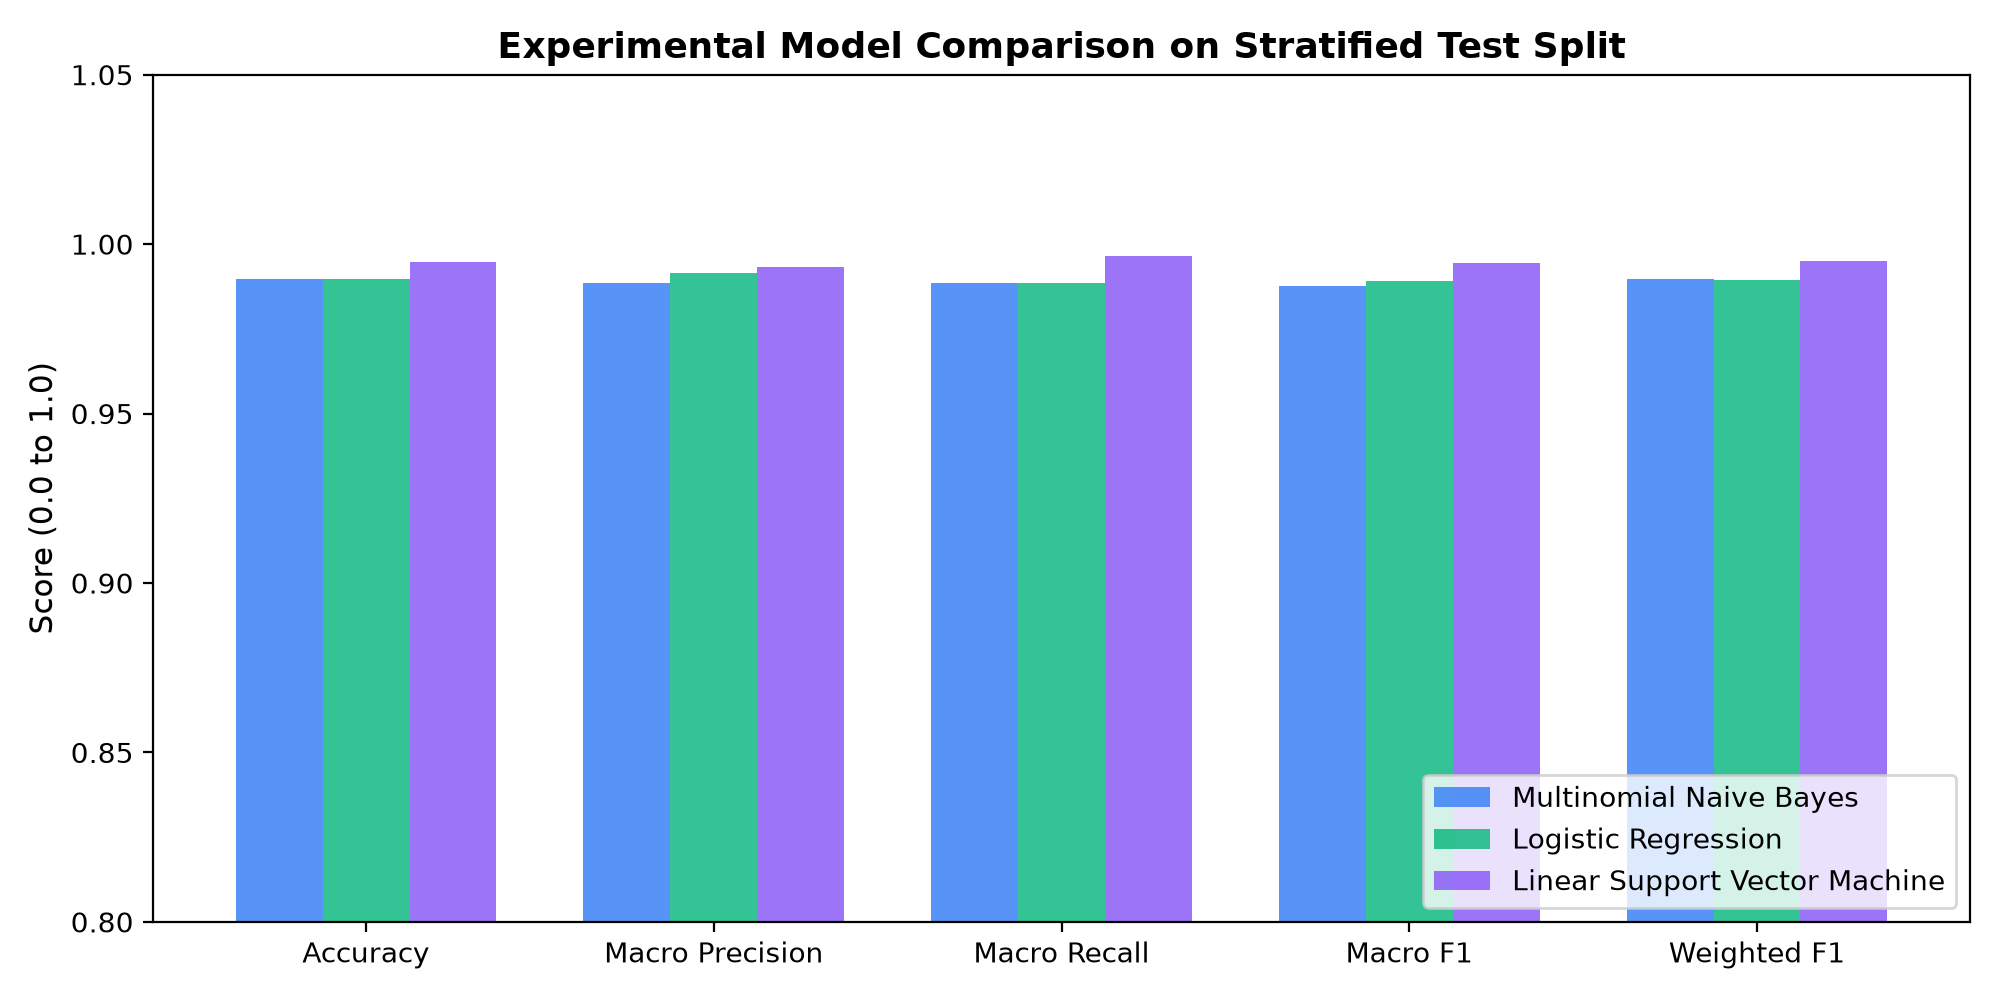 Experimental Model Comparison on Stratified Test Split
Score (0.0 to 1.0)
1.05
1.00
0.95
0.90
0.85
0.80
Accuracy
Macro Precision
Macro Recall
Macro F1
Weighted F1
Multinomial Naive Bayes
Logistic Regression
Linear Support Vector Machine